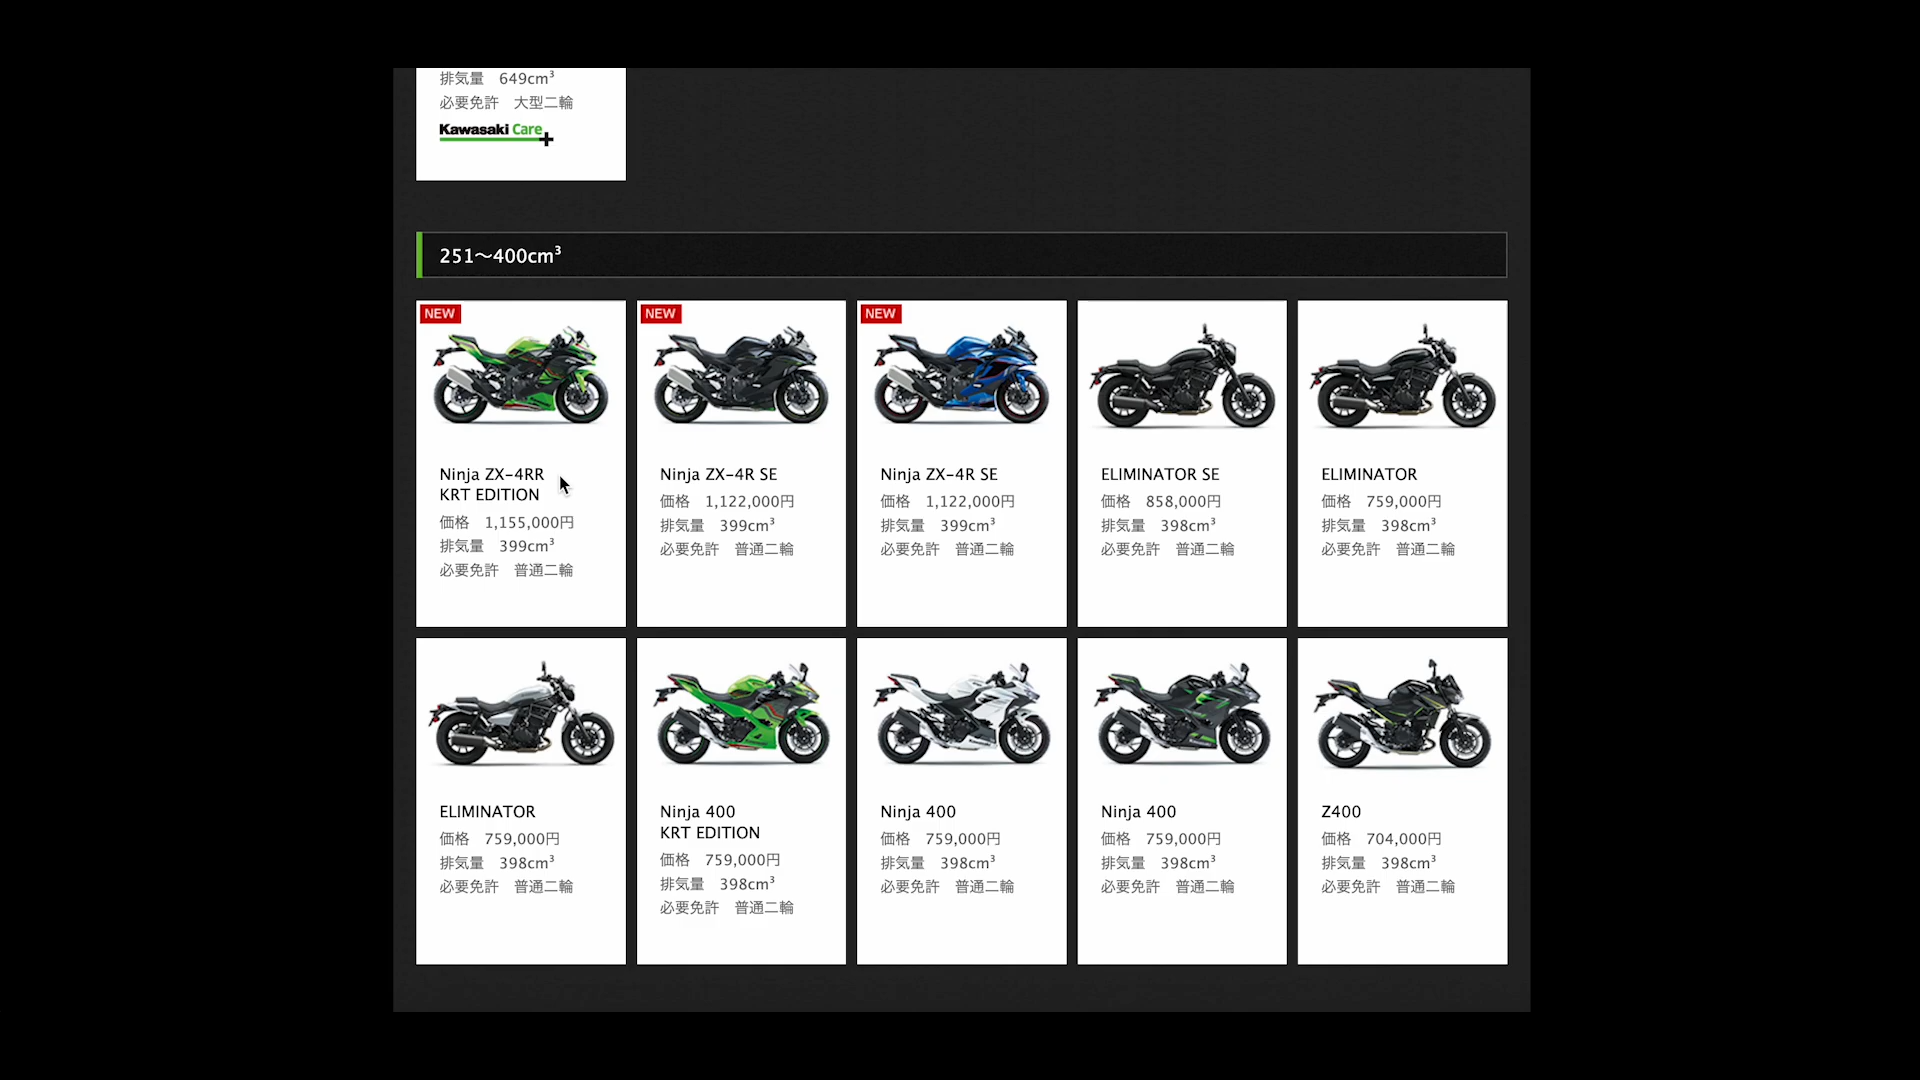 排気量 649cm³
必要免許 大型二輪
Kawasaki Care+
251〜400cm³
NEW
Ninja ZX-4RR
KRT EDITION
価格 1,155,000円
排気量 399cm³
必要免許 普通二輪
NEW
Ninja ZX-4R SE
価格 1,122,000円
排気量 399cm³
必要免許 普通二輪
NEW
Ninja ZX-4R SE
価格 1,122,000円
排気量 399cm³
必要免許 普通二輪
ELIMINATOR SE
価格 858,000円
排気量 398cm³
必要免許 普通二輪
ELIMINATOR
価格 759,000円
排気量 398cm³
必要免許 普通二輪
ELIMINATOR
価格 759,000円
排気量 398cm³
必要免許 普通二輪
Ninja 400
KRT EDITION
価格 759,000円
排気量 398cm³
必要免許 普通二輪
Ninja 400
価格 759,000円
排気量 398cm³
必要免許 普通二輪
Ninja 400
価格 759,000円
排気量 398cm³
必要免許 普通二輪
Z400
価格 704,000円
排気量 398cm³
必要免許 普通二輪